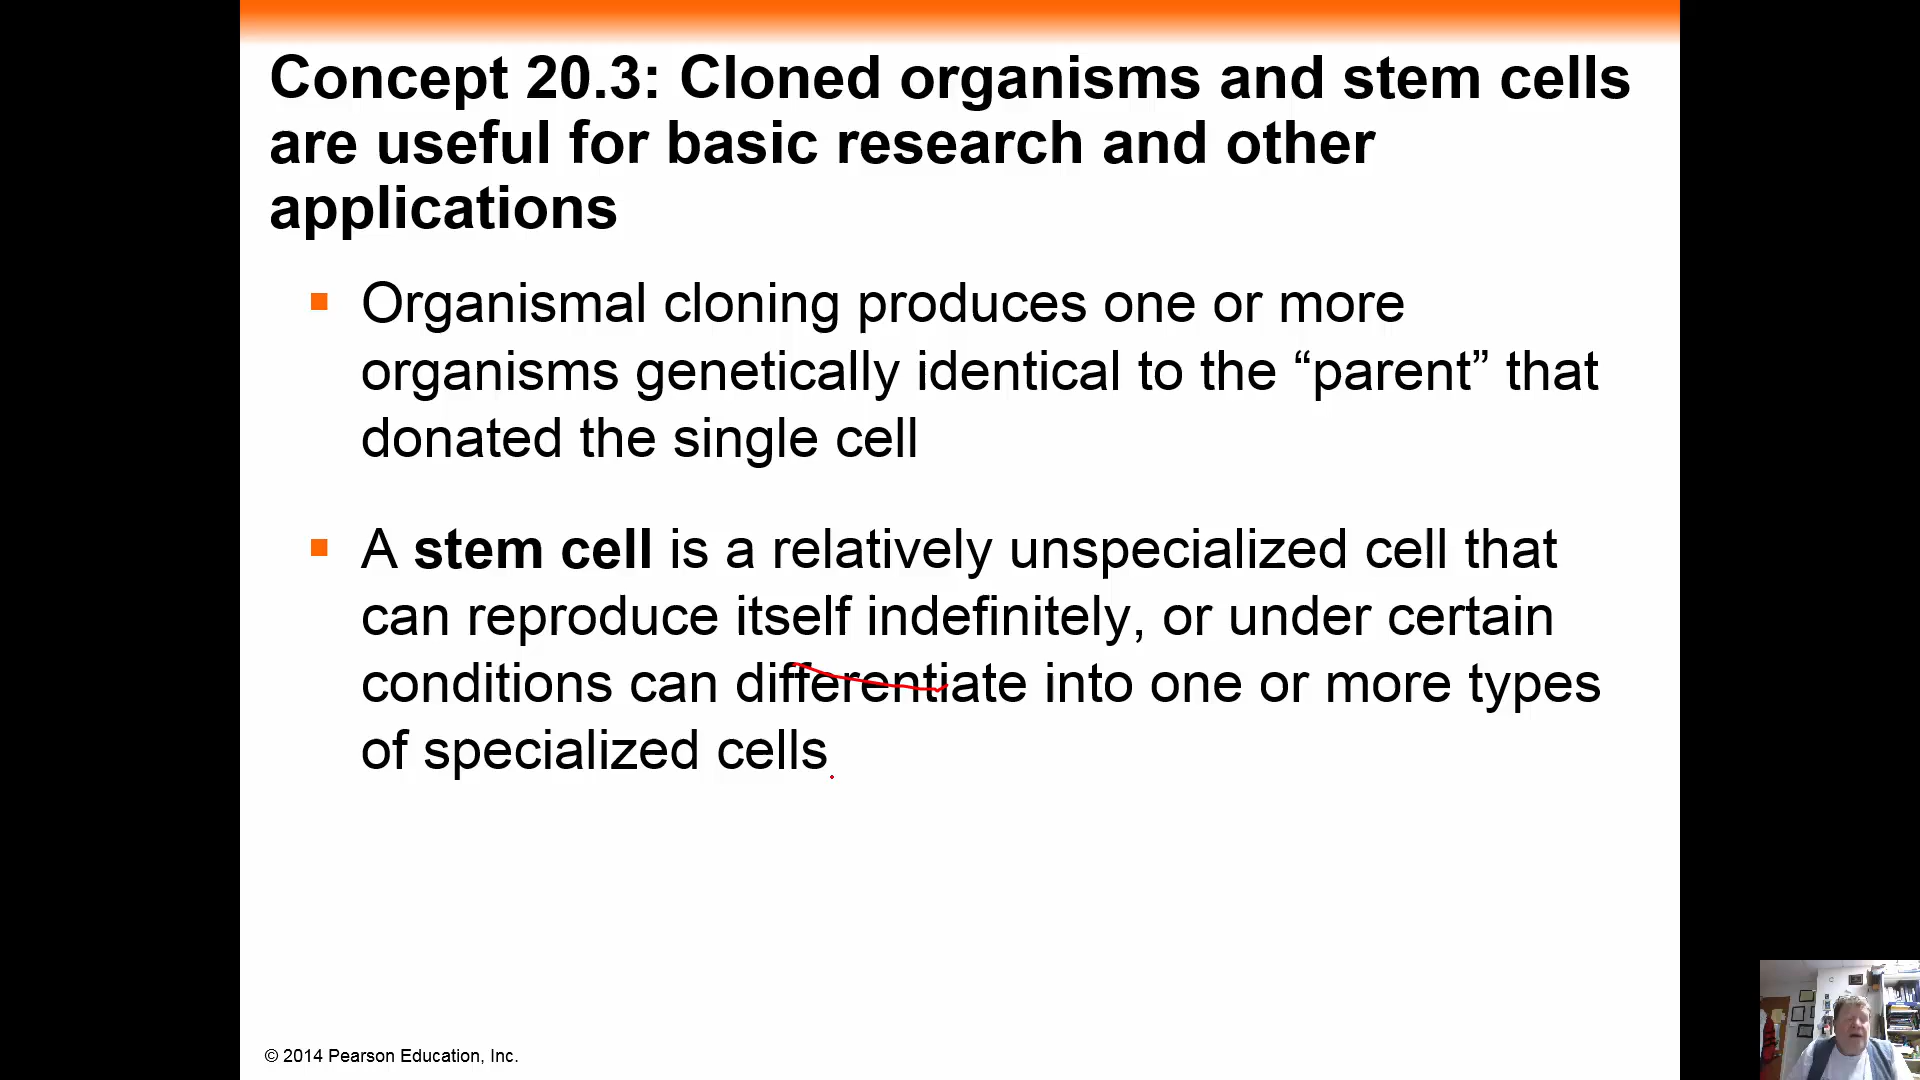 Concept 20.3: Cloned organisms and stem cells
are useful for basic research and other
applications
Organismal cloning produces one or more
organisms genetically identical to the “parent” that
donated the single cell
A stem cell is a relatively unspecialized cell that
can reproduce itself indefinitely, or under certain
conditions can differentiate into one or more types
of specialized cells
© 2014 Pearson Education, Inc.